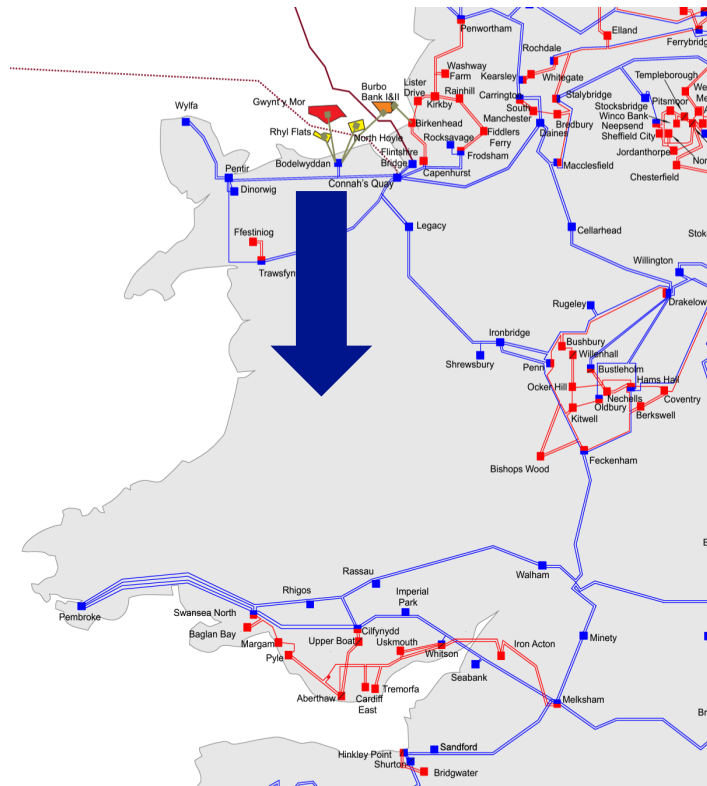 Penwortham
Elland
Ferrybrid
Rochdale
Washway
Farm
Kearsley
Whitegate
Templeborough
Lister
Drive
Rainhill
Carrington
Stalybridge
Burbo
Bank I&II
Gwynt y Mor
Kirkby
South
Manchester
Stocksbridge
Pitsmoor
Winco Bank
Neepsend
Sheffield City
Wylfa
Rhyl Flats
North Hoyle
Birkenhead
Rocksavage
Fiddlers
Ferry
Daines
Bredbury
Jordanthorpe
Nor
Flintshire
Bridge
Frodsham
Macclesfield
Chesterfield
Bodelwyddan
Pentir
Capenhurst
Connah's Quay
Dinorwig
Ffestiniog
Legacy
Cellarhead
Stok
Trawsfyn
Willington
Rugeley
Drakelow
Ironbridge
Bushbury
Shrewsbury
Penn
Willenhall
Bustleholm
Ocker Hill
Hams Hall
Nechells
Coventry
Oldbury
Berkswell
Kitwell
Bishops Wood
Feckenham
Walham
Rassau
Rhigos
Imperial
Park
Pembroke
Swansea North
Cilfynydd
Baglan Bay
Upper Boat
Uskmouth
Minety
Margam
Pyle
Whitson
Iron Acton
Seabank
Aberthaw
Cardiff
East
Tremorfa
Melksham
Br
Hinkley Point
Sandford
Shurton
Bridgwater